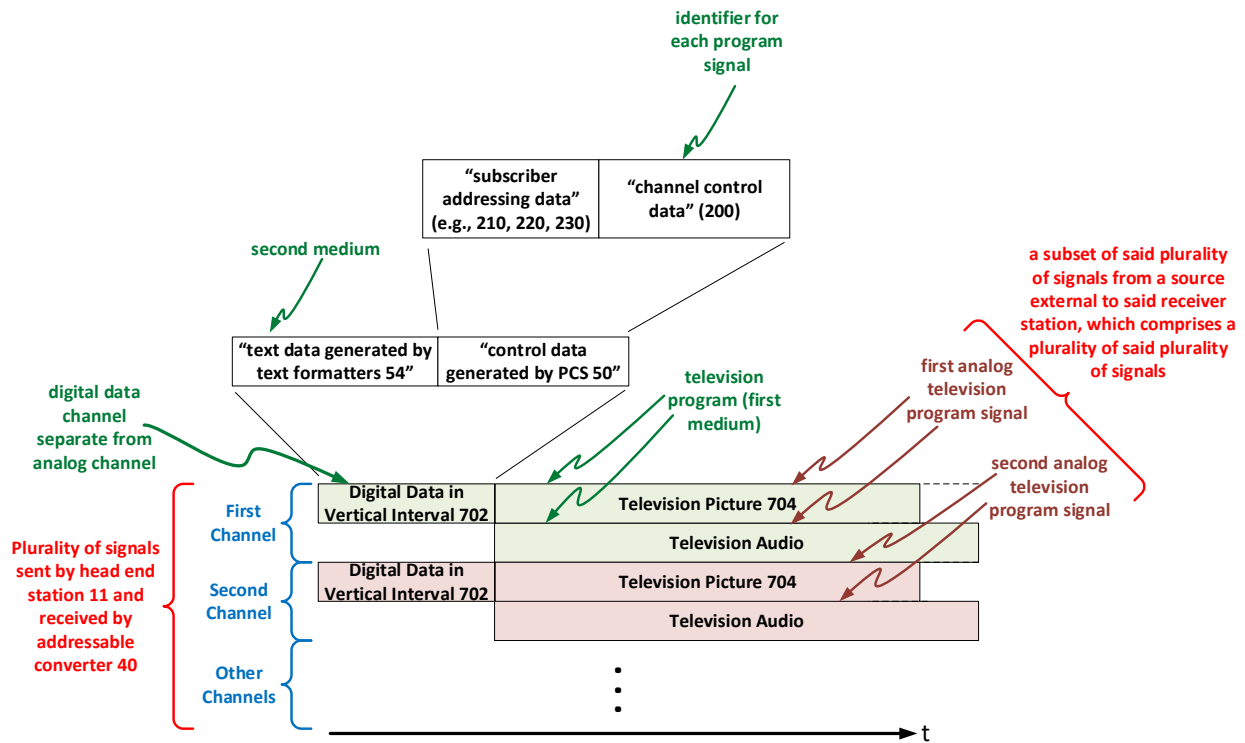 identifier for
each program
signal
“subscriber
addressing data”
(e.g., 210, 220, 230)
“channel control
data” (200)
second medium
a subset of said plurality
of signals from a source
external to said receiver
station, which comprises a
plurality of said plurality
of signals
“text data generated by
text formatters 54”
“control data
generated by PCS 50”
digital data
channel
separate from
analog channel
television
program (first
medium)
first analog
television
program signal
second analog
television
program signal
Plurality of signals
sent by head end
station 11 and
received by
addressable
converter 40
First
Channel
Digital Data in
Vertical Interval 702
Television Picture 704
Television Audio
Second
Channel
Digital Data in
Vertical Interval 702
Television Picture 704
Television Audio
Other
Channels
t